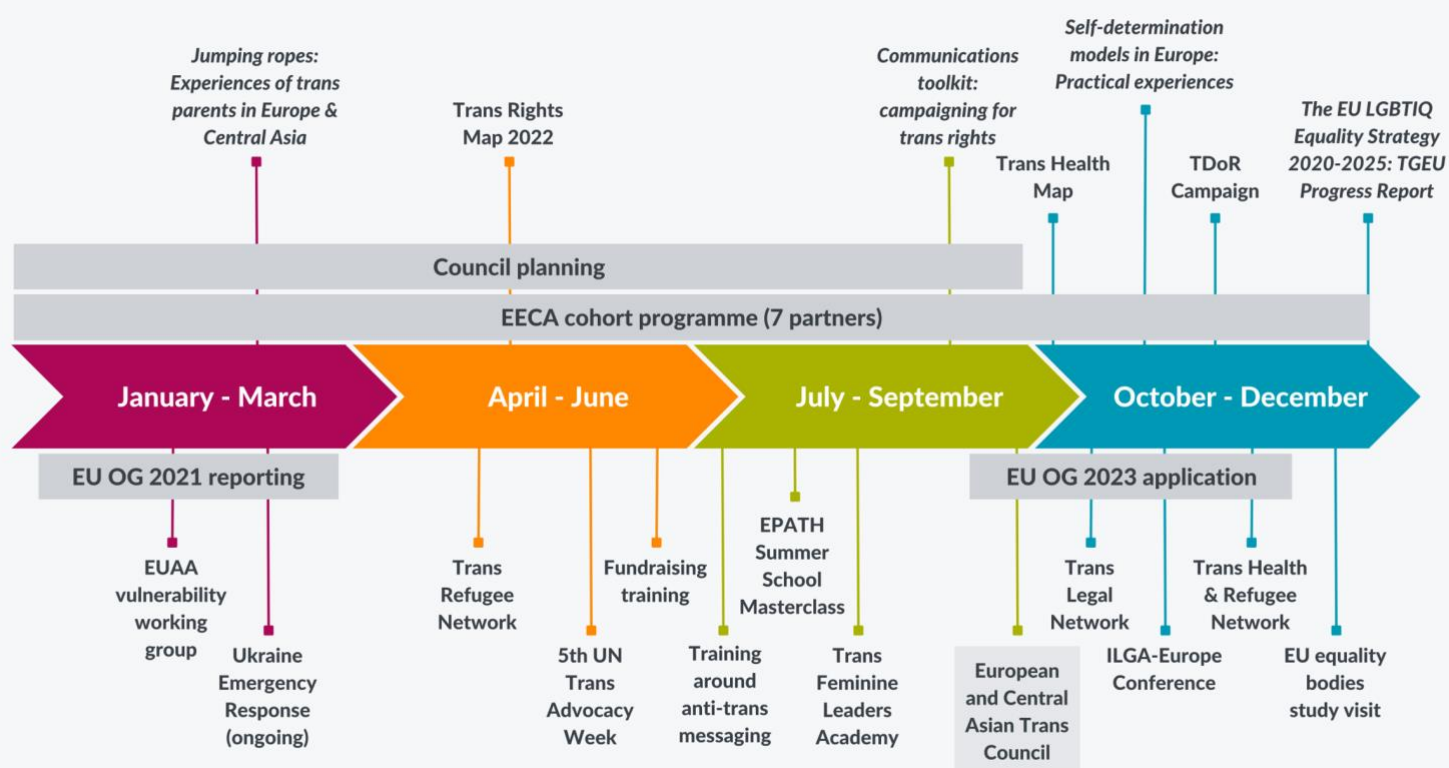 Jumping ropes:
Experiences of trans
parents in Europe &
Central Asia
Trans Rights
Map 2022
Communications
toolkit:
campaigning for
trans rights
Trans Health
Map
Self-determination
models in Europe:
Practical experiences
TDoR
Campaign
The EU LGBTIQ
Equality Strategy
2020-2025: TGEU
Progress Report
Council planning
EECA cohort programme (7 partners)
January - March
April - June
July - September
October - December
EU OG 2021 reporting
EU OG 2023 application
EUAA
vulnerability
working
group
Ukraine
Emergency
Response
(ongoing)
Trans
Refugee
Network
5th UN
Trans
Advocacy
Week
Fundraising
training
Training
around
anti-trans
messaging
EPATH
Summer
School
Masterclass
Trans
Feminine
Leaders
Academy
European
and Central
Asian Trans
Council
Trans
Legal
Network
ILGA-Europe
Conference
Trans Health
& Refugee
Network
EU equality
bodies
study visit